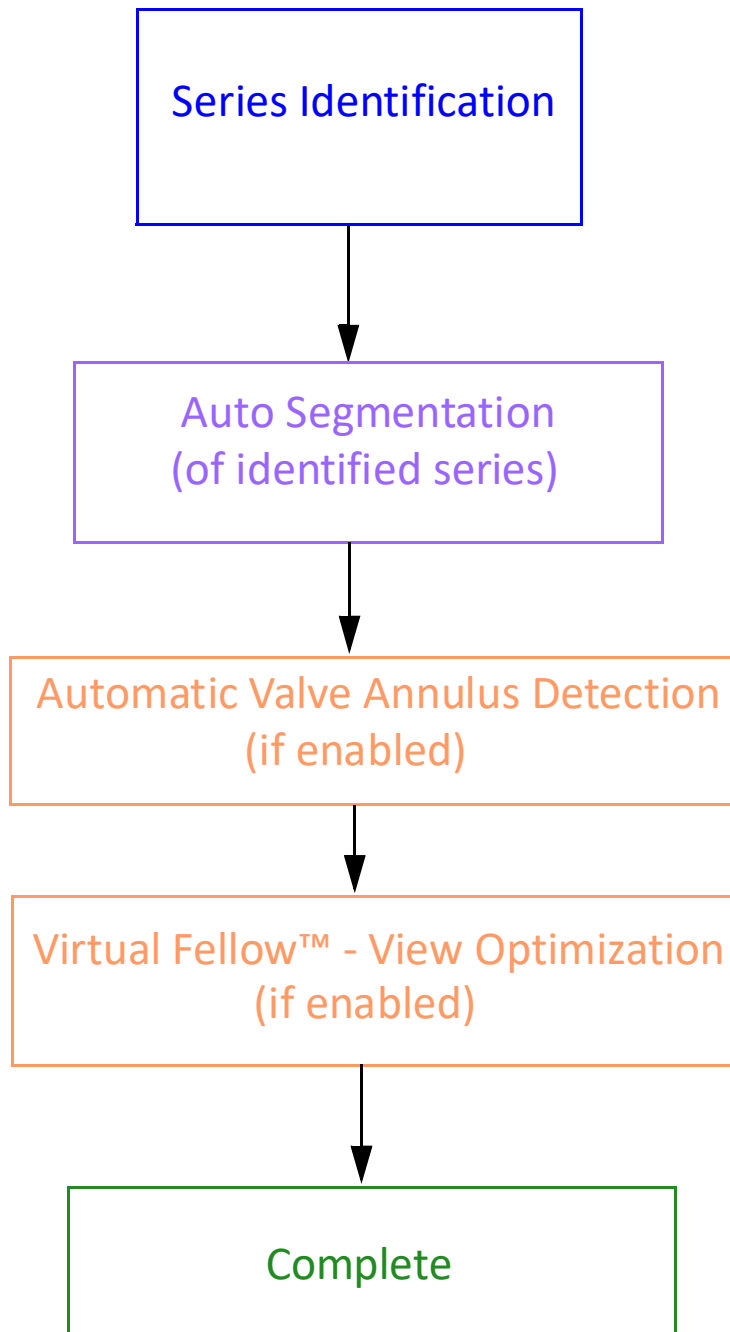 Series Identification
Auto Segmentation
(of identified series)
Automatic Valve Annulus Detection
(if enabled)
Virtual Fellow™ - View Optimization
(if enabled)
Complete